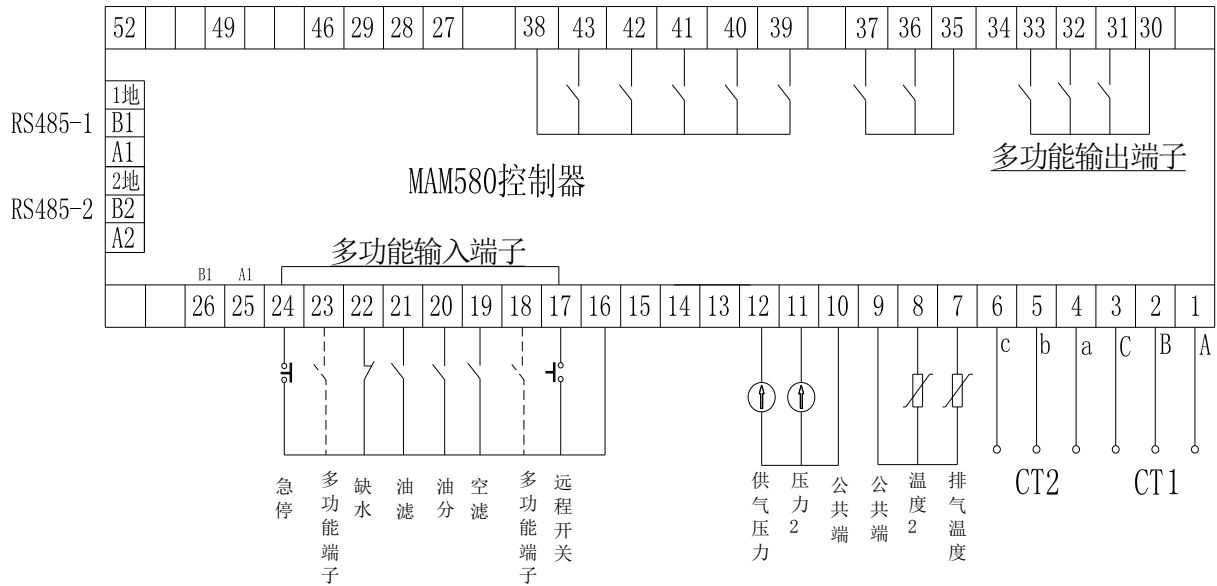 52 49 46 29 28 27 38 43 42 41 40 39 37 36 35 34 33 32 31 30
1地
RS485-1 B1
A1
2地
RS485-2 B2
A2
MAM580控制器
多功能输出端子
多功能输入端子
B1 A1
26 25 24 23 22 21 20 19 18 17 16 15 14 13 12 11 10 9 8 7 6 5 4 3 2 1
c b a C B A
急停
多功能端子
缺水
油滤
油分
空滤
多功能端子
远程开关
供气压力
压力2
公共端
公共端
温度2
排气温度
CT2
CT1